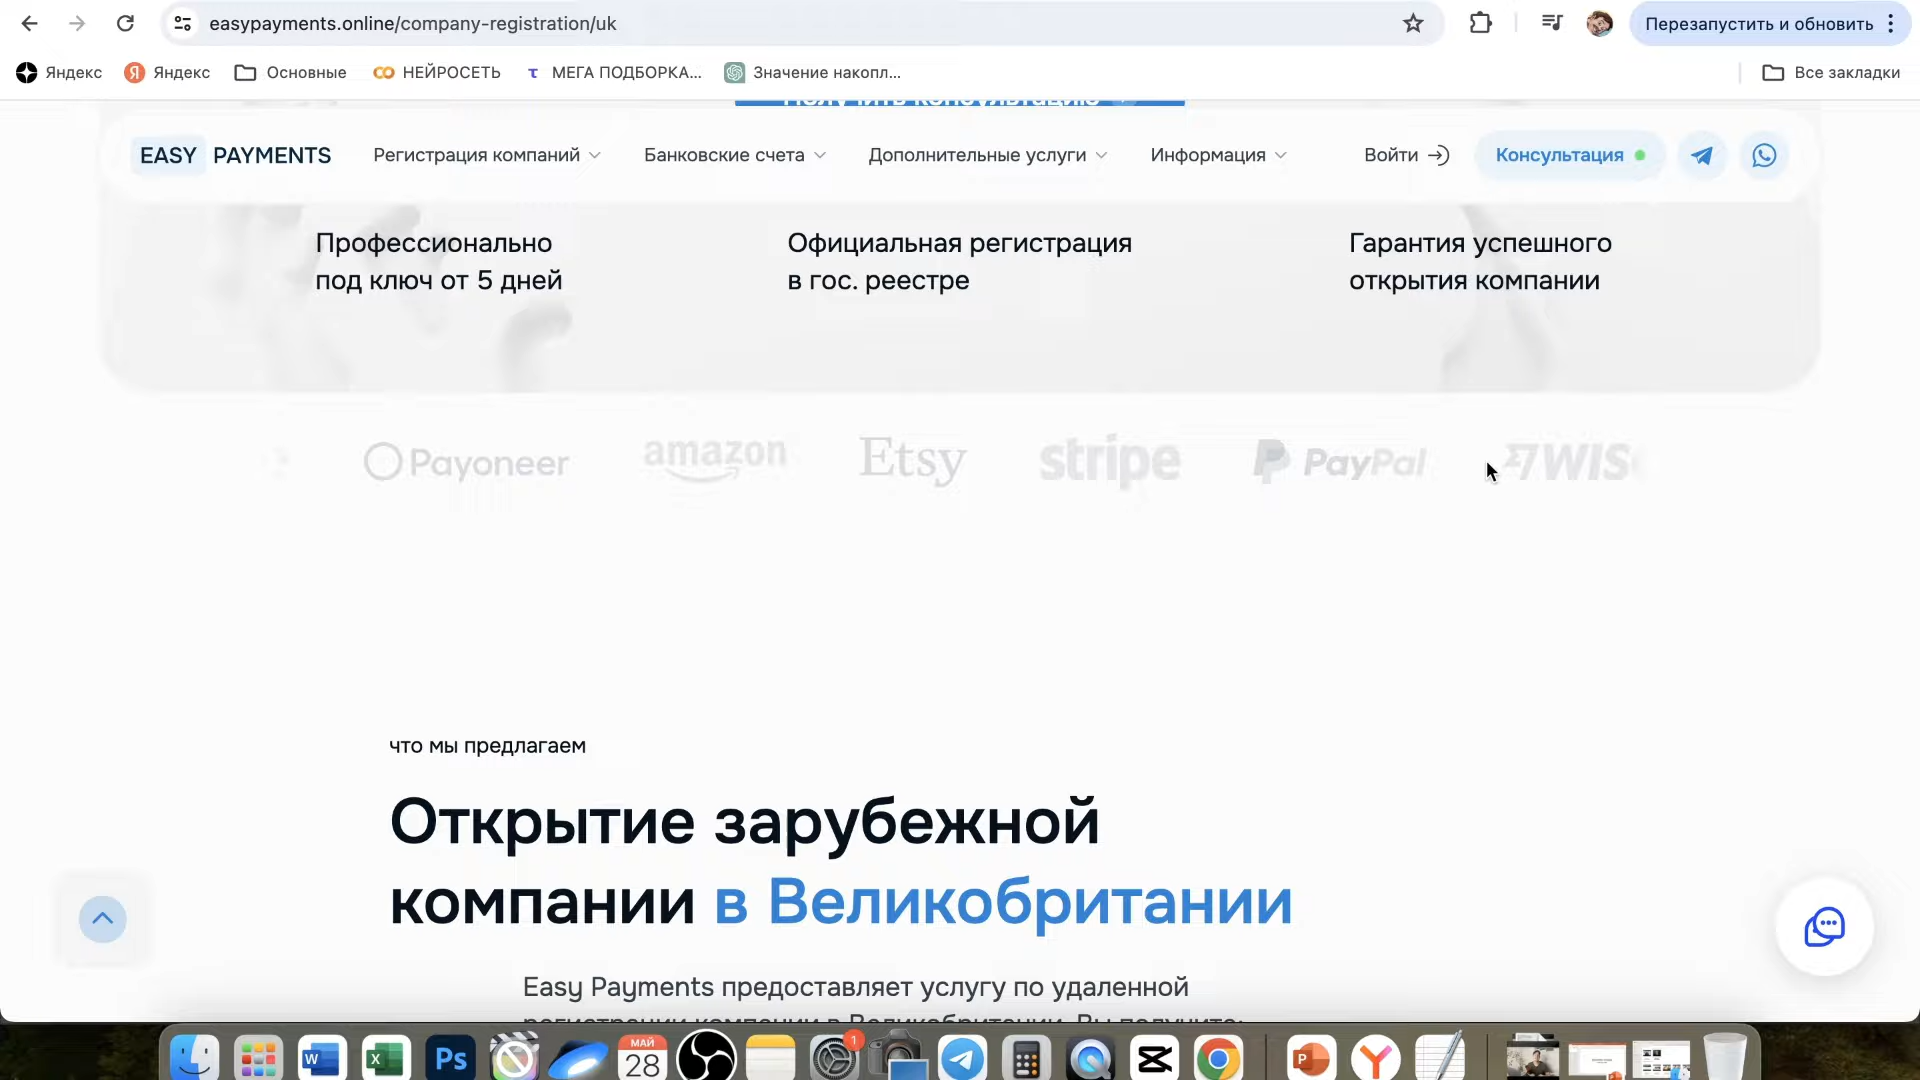 easypayments.online/company-registration/uk
Перезапустить и обновить
Яндекс
Яндекс
Основные
НЕЙРОСЕТЬ
МЕГА ПОДБОРКА...
Значение накопл...
Все закладки
EASY PAYMENTS
Регистрация компаний
Банковские счета
Дополнительные услуги
Информация
Войти
Консультация
Профессионально
под ключ от 5 дней
Официальная регистрация
в гос. реестре
Гарантия успешного
открытия компании
Payoneer
amazon
Etsy
stripe
PayPal
WIS
что мы предлагаем
Открытие зарубежной
компании в Великобритании
Easy Payments предоставляет услугу по удаленной
W
X
Ps
МАЙ
28
1
P